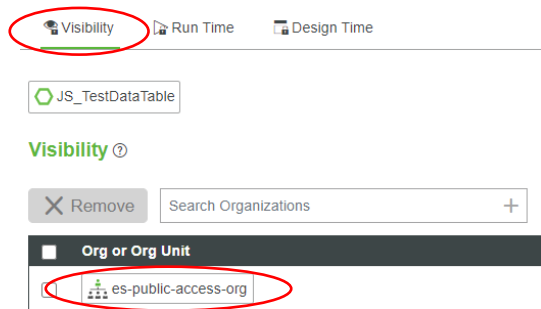 Visibility Run Time Design Time
JS_TestDataTable
Visibility ?
Remove Search Organizations +
Org or Org Unit
es-public-access-org